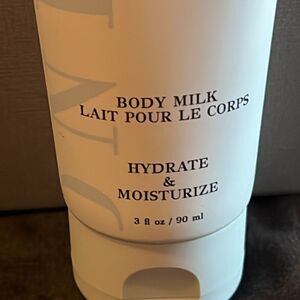 BODY MILK
LAIT POUR LE CORPS
HYDRATE
&
MOISTURIZE
3 fl oz / 90 ml